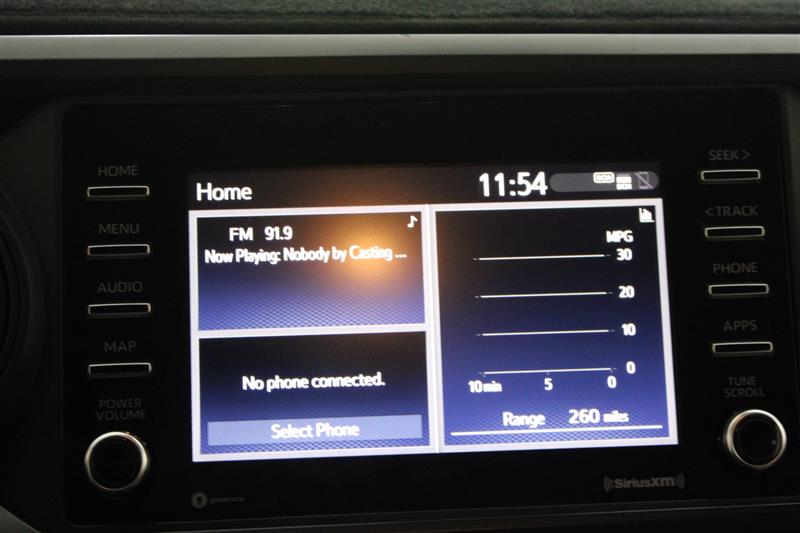 HOME
MENU
AUDIO
MAP
POWER
VOLUME
Home
11:54
FM 91.9
Now Playing: Nobody by Casting ...
No phone connected.
Select Phone
MPG
30
20
10
0
10 min 5 0
Range 260 miles
SEEK >
< TRACK
PHONE
APPS
TUNE
SCROLL
gracenote
((SiriusXM))